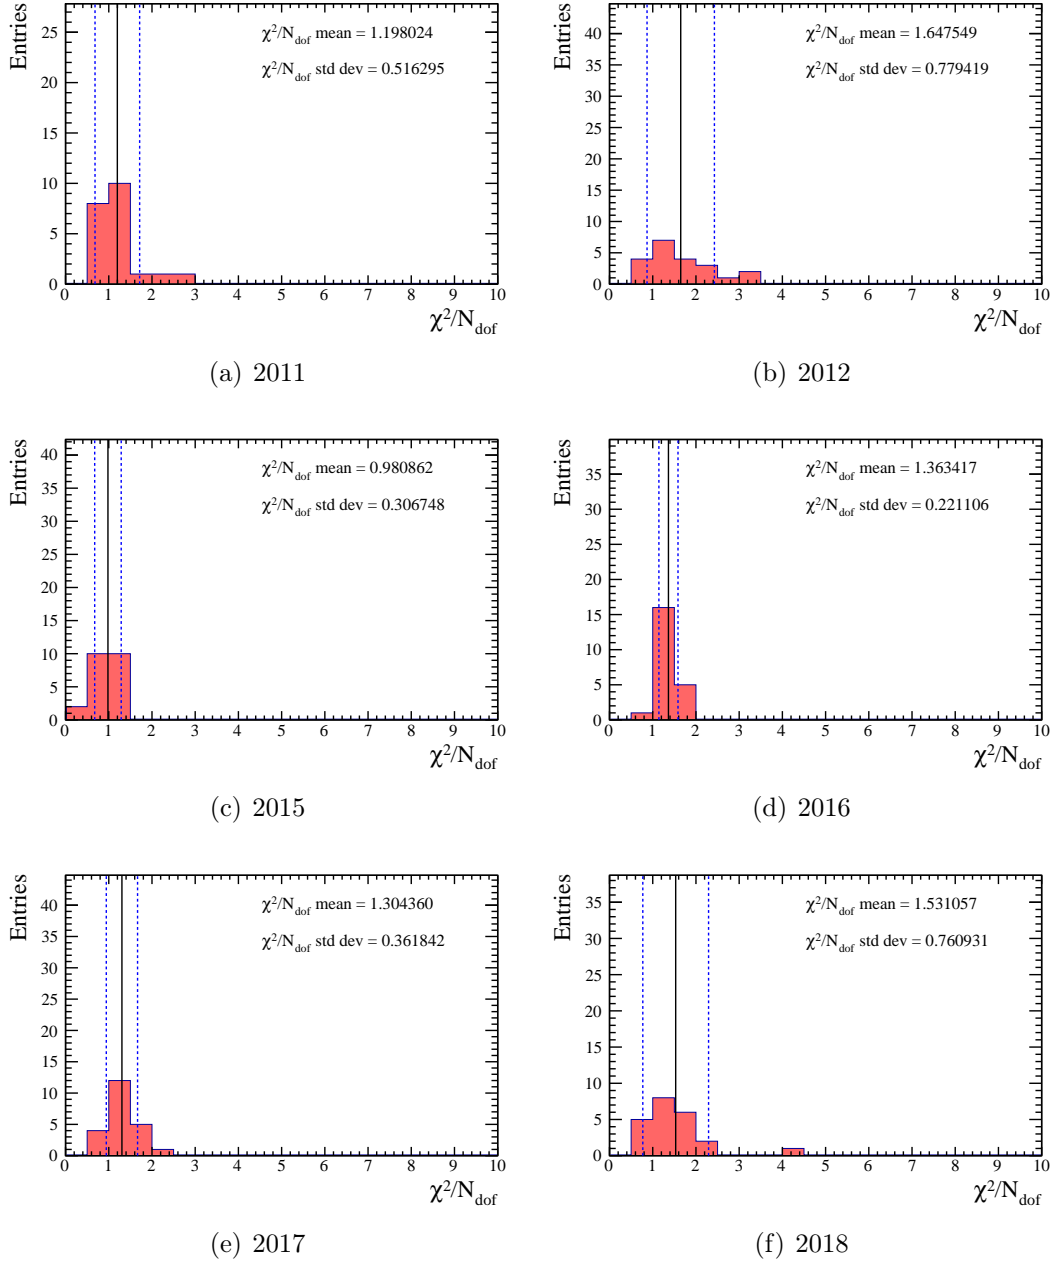 Entries
χ²/N_dof mean = 1.198024
χ²/N_dof std dev = 0.516295
25
20
15
10
5
0
0 1 2 3 4 5 6 7 8 9 10
χ²/N_dof
(a) 2011
Entries
χ²/N_dof mean = 1.647549
χ²/N_dof std dev = 0.779419
40
35
30
25
20
15
10
5
0
0 1 2 3 4 5 6 7 8 9 10
χ²/N_dof
(b) 2012
Entries
χ²/N_dof mean = 0.980862
χ²/N_dof std dev = 0.306748
40
35
30
25
20
15
10
5
0
0 1 2 3 4 5 6 7 8 9 10
χ²/N_dof
(c) 2015
Entries
χ²/N_dof mean = 1.363417
χ²/N_dof std dev = 0.221106
35
30
25
20
15
10
5
0
0 1 2 3 4 5 6 7 8 9 10
χ²/N_dof
(d) 2016
Entries
χ²/N_dof mean = 1.304360
χ²/N_dof std dev = 0.361842
40
35
30
25
20
15
10
5
0
0 1 2 3 4 5 6 7 8 9 10
χ²/N_dof
(e) 2017
Entries
χ²/N_dof mean = 1.531057
χ²/N_dof std dev = 0.760931
35
30
25
20
15
10
5
0
0 1 2 3 4 5 6 7 8 9 10
χ²/N_dof
(f) 2018